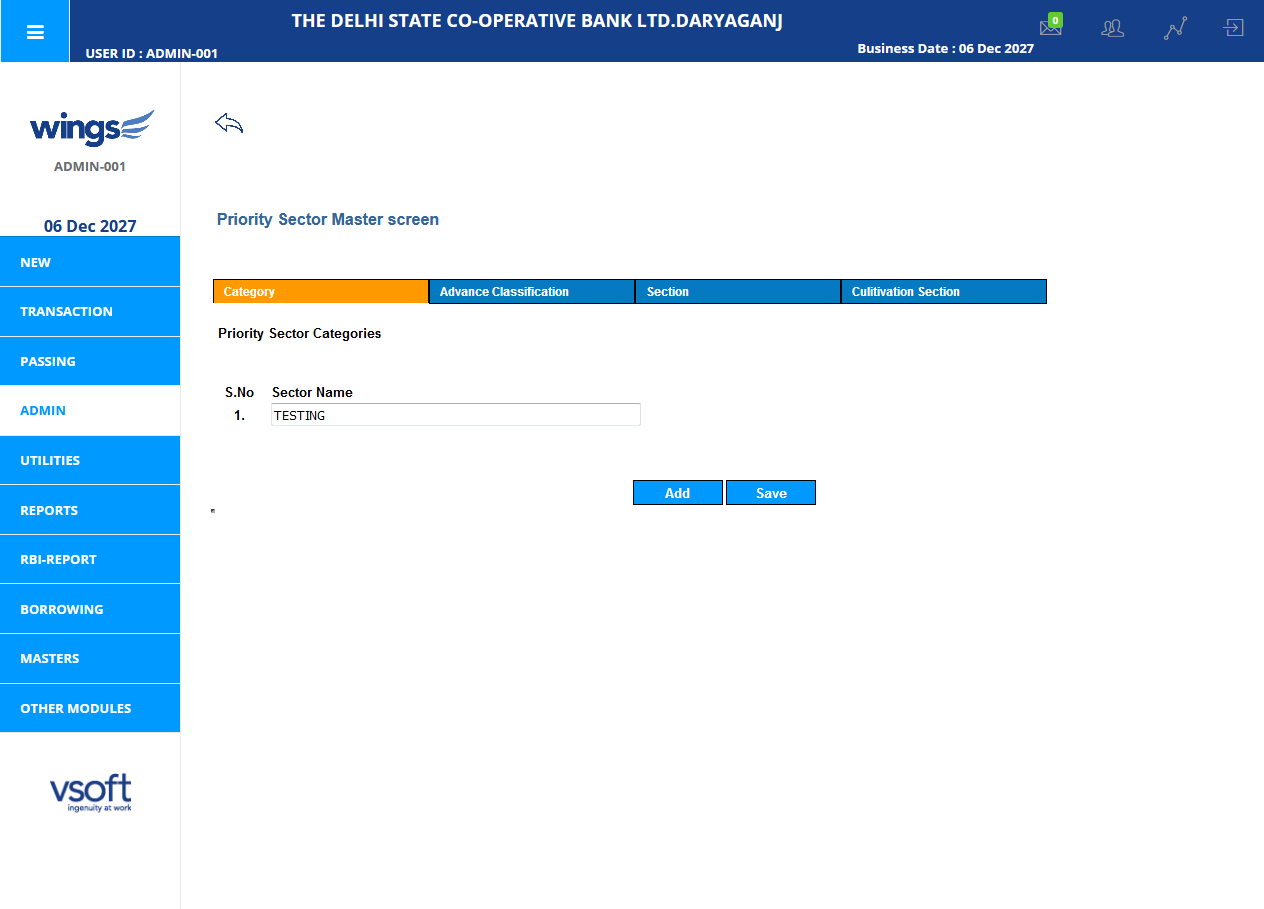 THE DELHI STATE CO-OPERATIVE BANK LTD.DARYAGANJ
0
USER ID : ADMIN-001
Business Date : 06 Dec 2027
wings
ADMIN-001
06 Dec 2027
NEW
TRANSACTION
PASSING
ADMIN
UTILITIES
REPORTS
RBI-REPORT
BORROWING
MASTERS
OTHER MODULES
vsoft
ingenuity at work
Priority Sector Master screen
Category Advance Classification Section Culitivation Section
Priority Sector Categories
S.No Sector Name
1. TESTING
Add Save